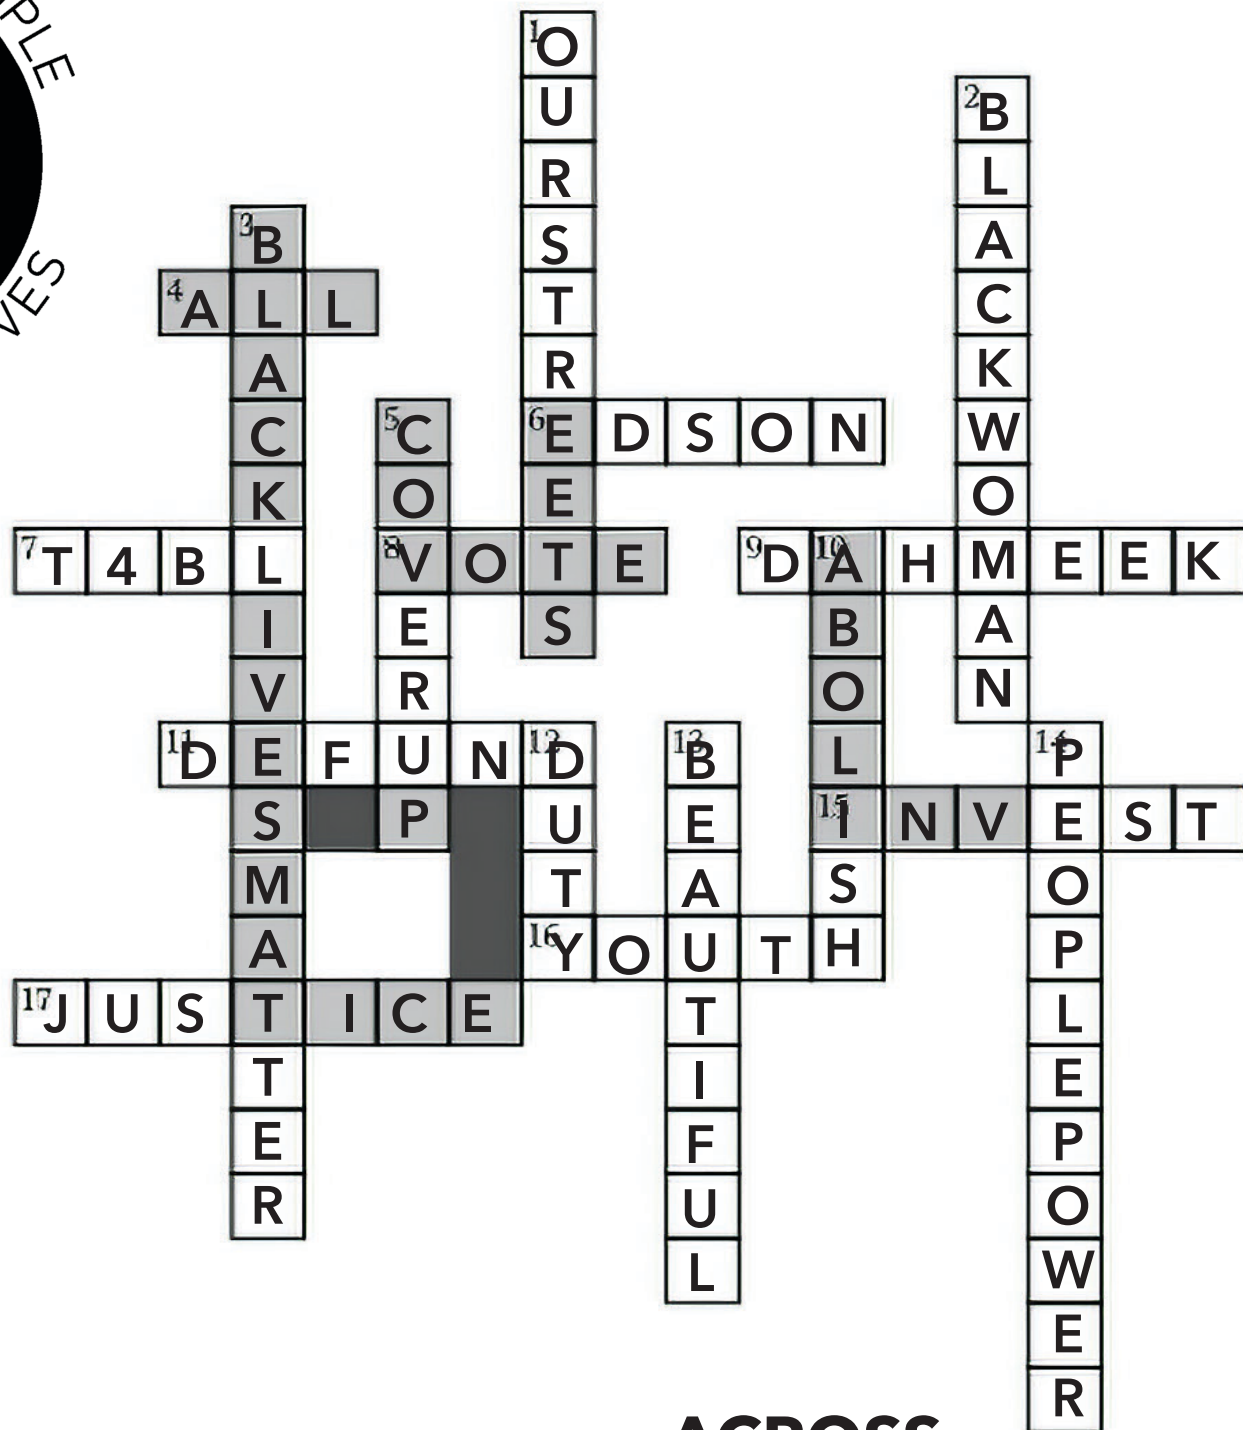 PLE
VES
1 OURSTREETS
2 BLACKWOMAN
3 BLACKLIVESMATTER
4 ALL
5 COVERUP
6 EDSON
7 T4BL
8 VOTE
9 DAHMEEK
10 ABOLISH
11 DEFUND
12 DUTY
13 BEAUTIFUL
14 PEOPLEPOWER
15 INVEST
16 YOUTH
17 JUSTICE
ACROSS